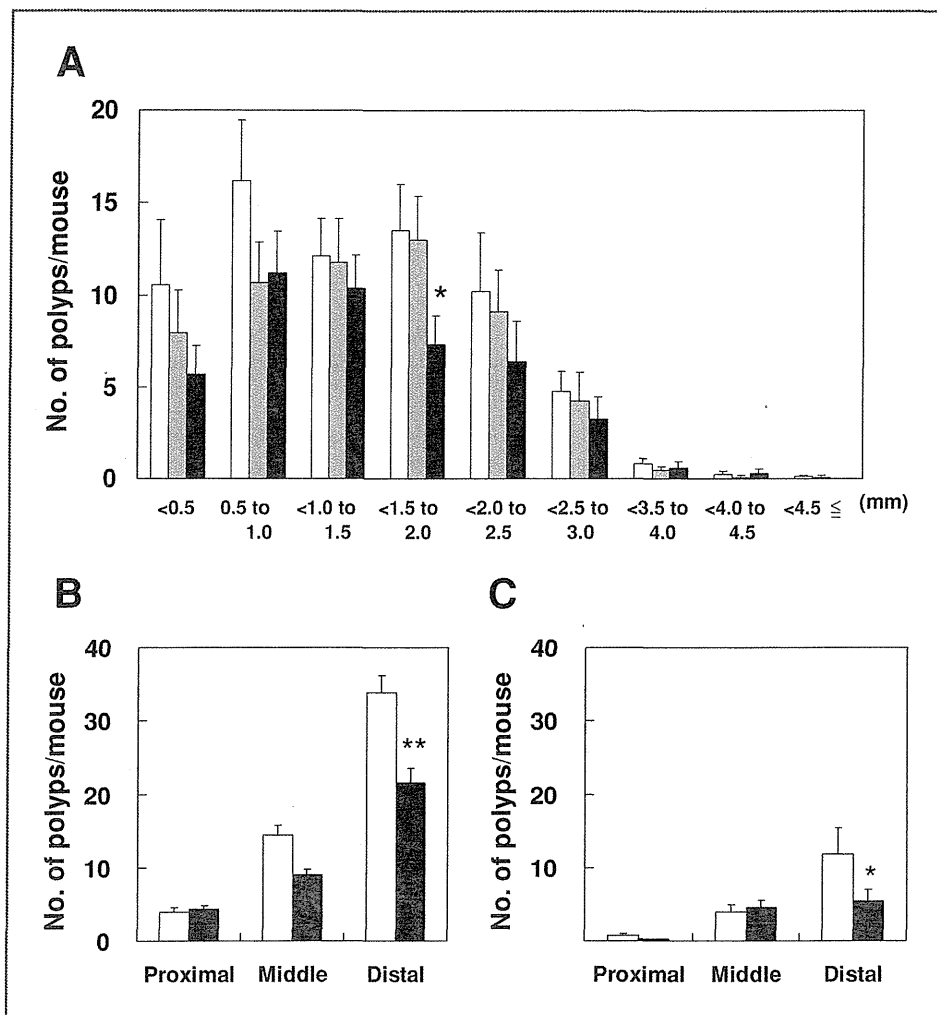 A
No. of polyps/mouse
20
15
10
5
0
*
<0.5 0.5 to <1.0 to <1.5 to <2.0 to <2.5 to <3.5 to <4.0 to <4.5 ≦ (mm)
1.0 1.5 2.0 2.5 3.0 4.0 4.5
B
No. of polyps/mouse
40
30
20
10
0
**
Proximal Middle Distal
C
No. of polyps/mouse
40
30
20
10
0
*
Proximal Middle Distal